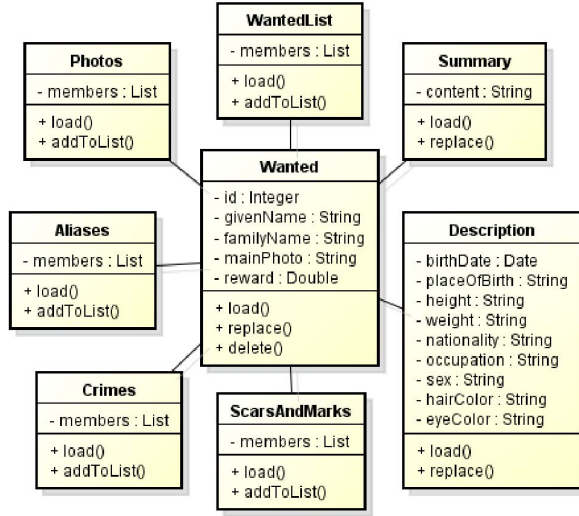 WantedList
- members : List
+ load()
+ addToList()
Photos
- members : List
+ load()
+ addToList()
Summary
- content : String
+ load()
+ replace()
Wanted
- id : Integer
- givenName : String
- familyName : String
- mainPhoto : String
- reward : Double
+ load()
+ replace()
+ delete()
Aliases
- members : List
+ load()
+ addToList()
Description
- birthDate : Date
- placeOfBirth : String
- height : String
- weight : String
- nationality : String
- occupation : String
- sex : String
- hairColor : String
- eyeColor : String
+ load()
+ replace()
Crimes
- members : List
+ load()
+ addToList()
ScarsAndMarks
- members : List
+ load()
+ addToList()